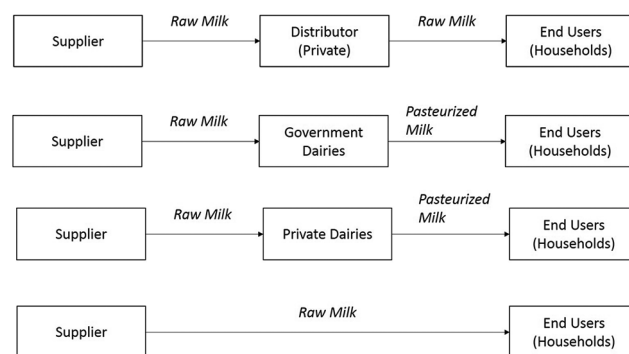 Raw Milk
Raw Milk
Supplier
Distributor
(Private)
End Users
(Households)
Raw Milk
Pasteurized
Milk
Supplier
Government
Dairies
End Users
(Households)
Raw Milk
Pasteurized
Milk
Supplier
Private Dairies
End Users
(Households)
Raw Milk
Supplier
End Users
(Households)